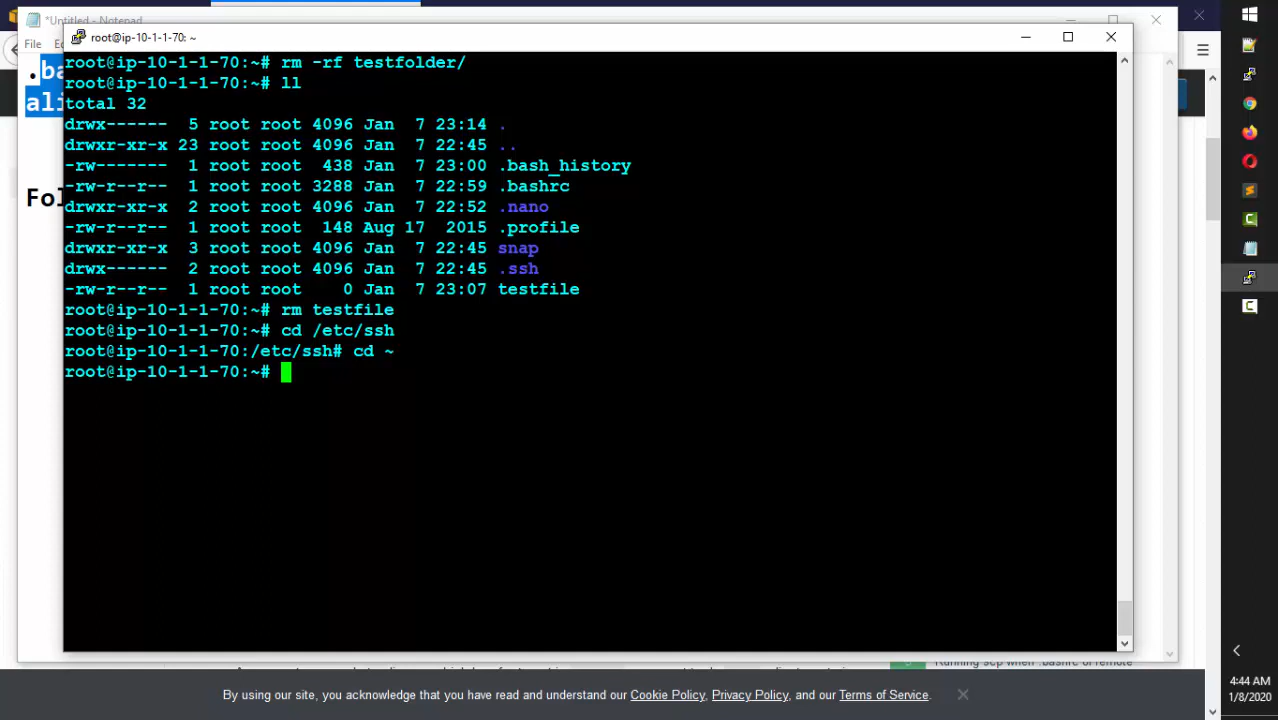 *Untitled - Notepad
root@ip-10-1-1-70: ~
File
.ba
ali
Fol
root@ip-10-1-1-70:~# rm -rf testfolder/
root@ip-10-1-1-70:~# ll
total 32
drwx------  5 root root 4096 Jan  7 23:14 .
drwxr-xr-x 23 root root 4096 Jan  7 22:45 ..
-rw-------  1 root root  438 Jan  7 23:00 .bash_history
-rw-r--r--  1 root root 3288 Jan  7 22:59 .bashrc
drwxr-xr-x  2 root root 4096 Jan  7 22:52 .nano
-rw-r--r--  1 root root  148 Aug 17  2015 .profile
drwxr-xr-x  3 root root 4096 Jan  7 22:45 snap
drwx------  2 root root 4096 Jan  7 22:45 .ssh
-rw-r--r--  1 root root    0 Jan  7 23:07 testfile
root@ip-10-1-1-70:~# rm testfile
root@ip-10-1-1-70:~# cd /etc/ssh
root@ip-10-1-1-70:/etc/ssh# cd ~
root@ip-10-1-1-70:~#
Running scp when .bashrc of remote
By using our site, you acknowledge that you have read and understand our Cookie Policy, Privacy Policy, and our Terms of Service.
4:44 AM
1/8/2020